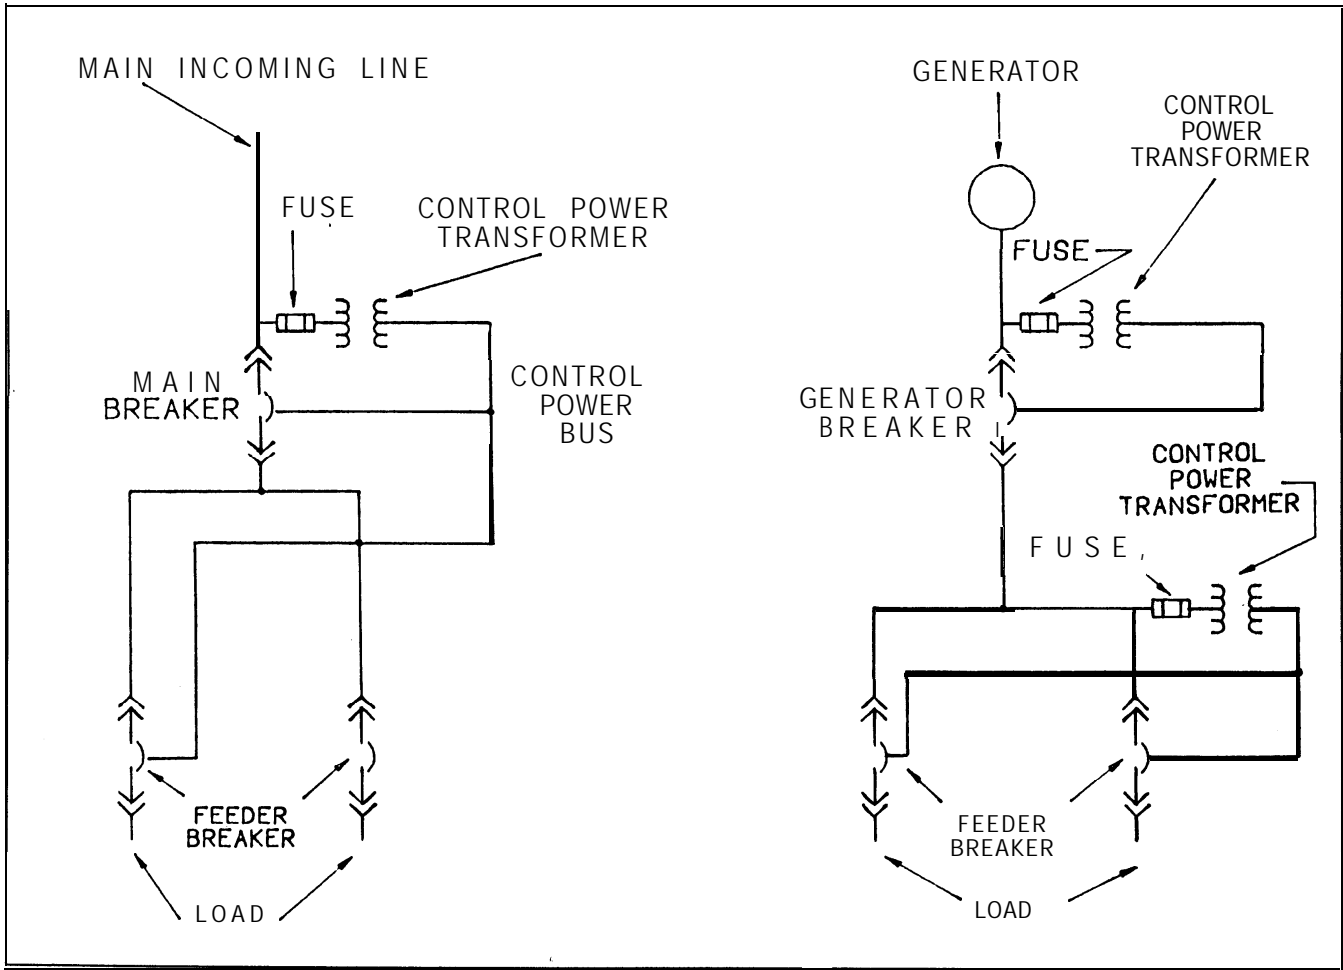 MAIN INCOMING LINE
FUSE
CONTROL POWER
TRANSFORMER
MAIN
BREAKER
CONTROL
POWER
BUS
FEEDER
BREAKER
LOAD
GENERATOR
CONTROL
POWER
TRANSFORMER
FUSE
GENERATOR
BREAKER
CONTROL
POWER
TRANSFORMER
FUSE
FEEDER
BREAKER
LOAD